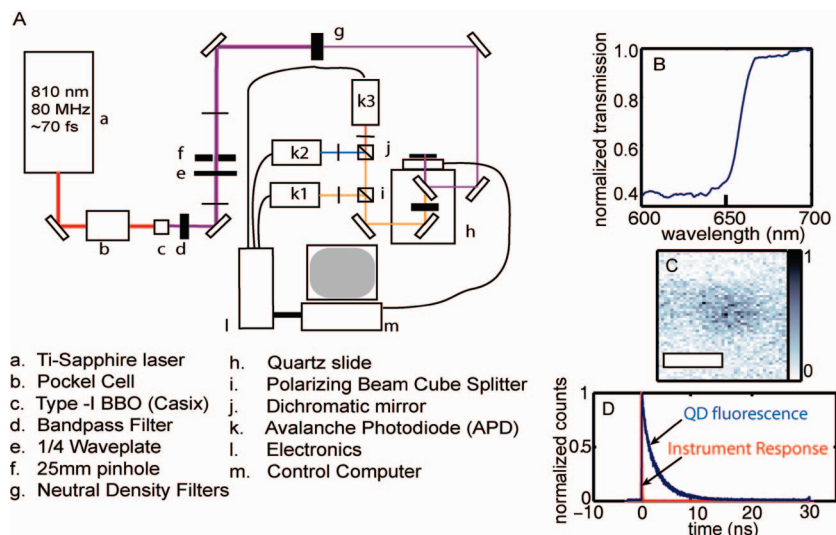 A
810 nm
80 MHz
~70 fs
a
b
c
d
e
f
g
k3
k2
k1
j
i
h
l
m
a. Ti-Sapphire laser
b. Pockel Cell
c. Type -I BBO (Casix)
d. Bandpass Filter
e. 1/4 Waveplate
f. 25mm pinhole
g. Neutral Density Filters
h. Quartz slide
i. Polarizing Beam Cube Splitter
j. Dichromatic mirror
k. Avalanche Photodiode (APD)
l. Electronics
m. Control Computer
B
normalized transmission
1.0
0.8
0.6
0.4
600
650
700
wavelength (nm)
C
1
0
D
normalized counts
1
0.5
0
QD fluorescence
Instrument Response
−10
0
10
20
30
time (ns)